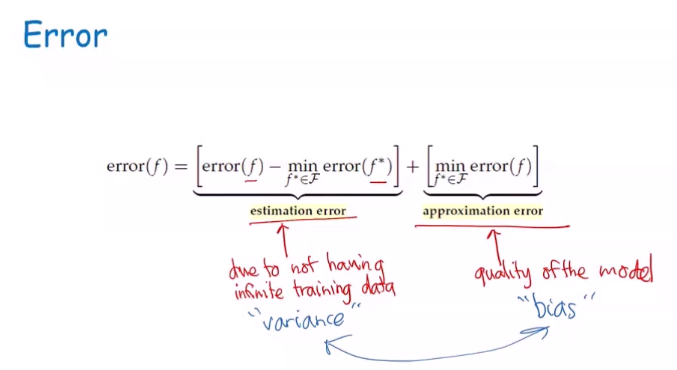 Error
error(f) = [error(f) − min f*∈F error(f*)] + [min f*∈F error(f)]
estimation error approximation error
due to not having
infinite training data
quality of the model
"variance"
"bias"